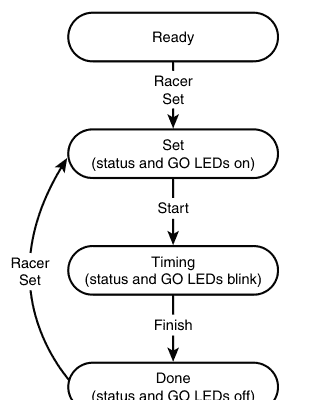 Ready
Racer
Set
Set
(status and GO LEDs on)
Start
Timing
(status and GO LEDs blink)
Racer
Set
Finish
Done
(status and GO LEDs off)